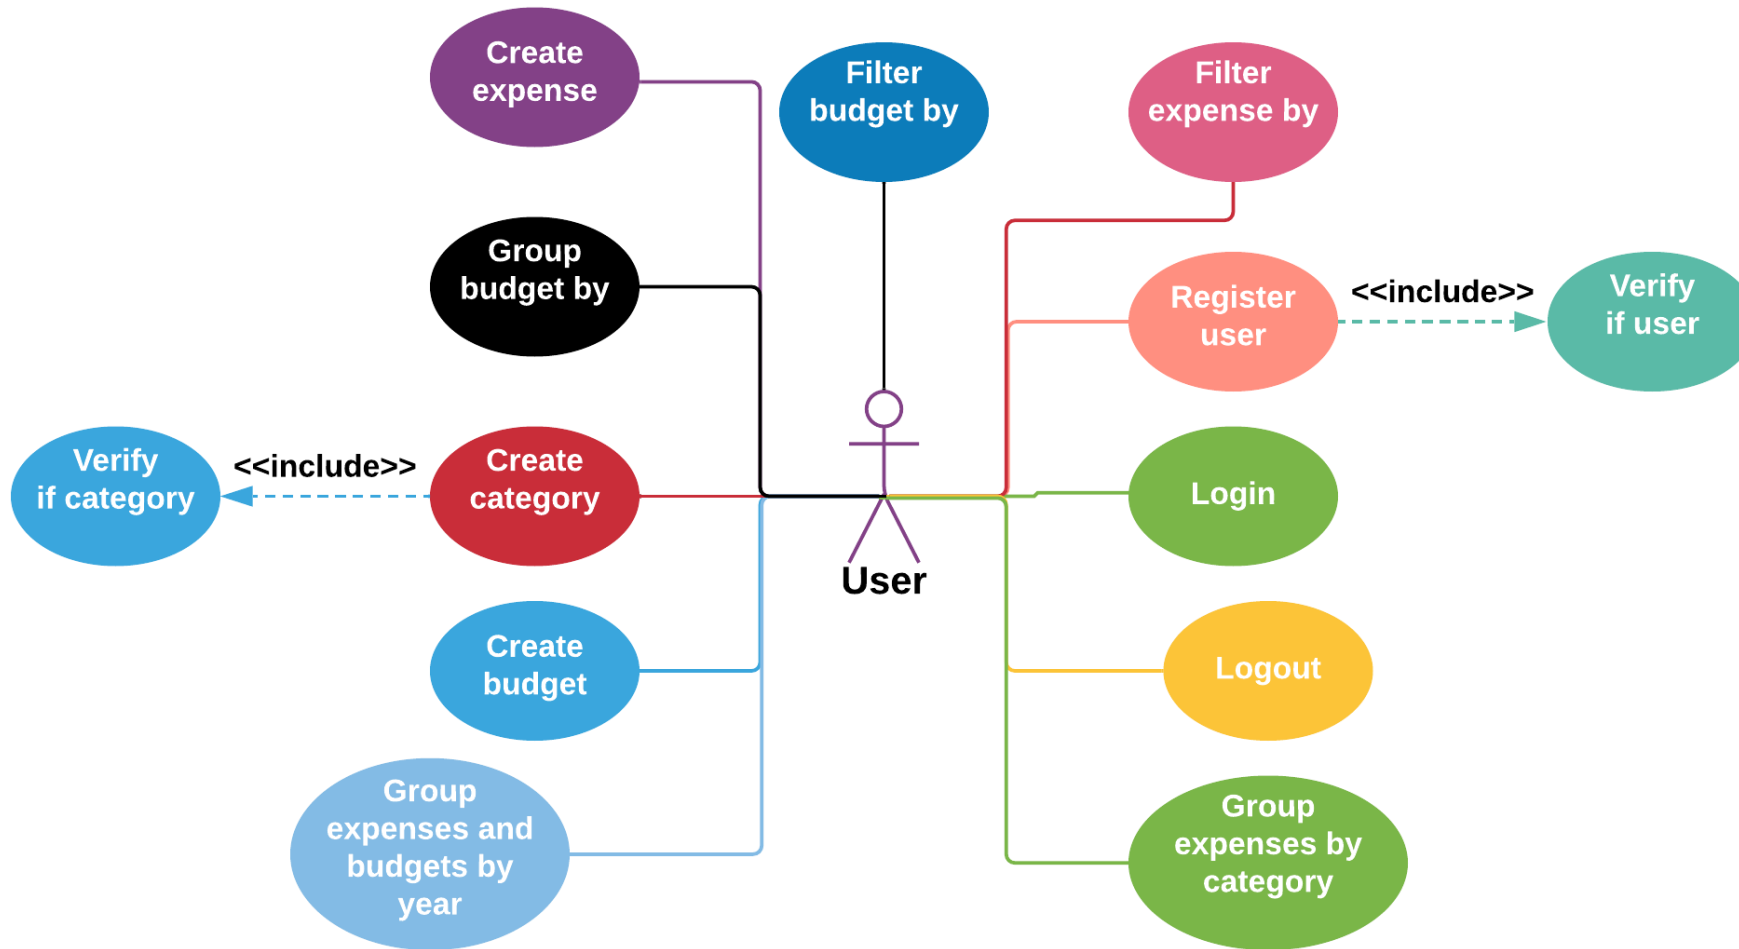 Create
expense
Filter
budget by
Filter
expense by
Group
budget by
Register
user
<<include>>
Verify
if user
Verify
if category
<<include>>
Create
category
Login
User
Create
budget
Logout
Group
expenses and
budgets by
year
Group
expenses by
category